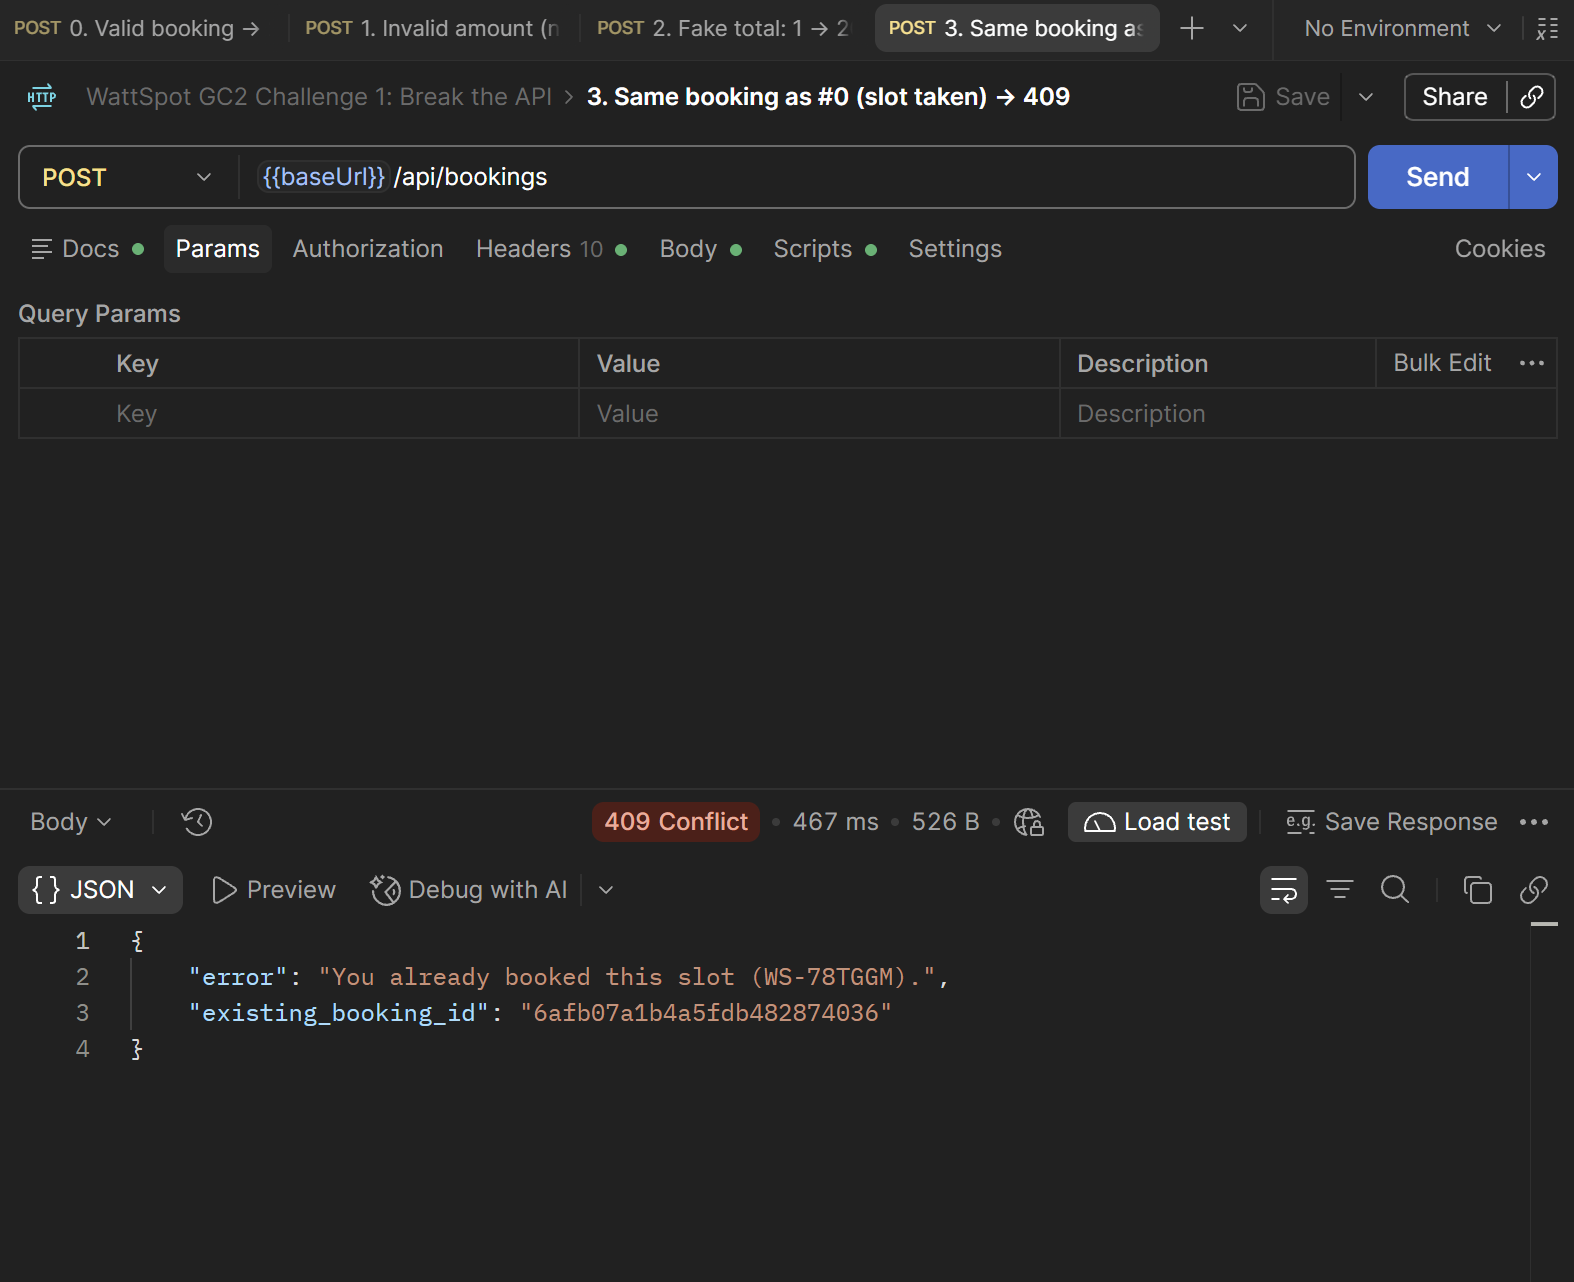 POST 0. Valid booking →
POST 1. Invalid amount (n
POST 2. Fake total: 1 → 2
POST 3. Same booking as
No Environment
HTTP WattSpot GC2 Challenge 1: Break the API > 3. Same booking as #0 (slot taken) → 409
Save
Share
POST {{baseUrl}} /api/bookings
Send
Docs Params Authorization Headers 10 Body Scripts Settings Cookies
Query Params
Key Value Description Bulk Edit
Key Value Description
Body 409 Conflict • 467 ms • 526 B • Load test e.g. Save Response
{ } JSON Preview Debug with AI
1 {
2 "error": "You already booked this slot (WS-78TGGM).",
3 "existing_booking_id": "6afb07a1b4a5fdb482874036"
4 }